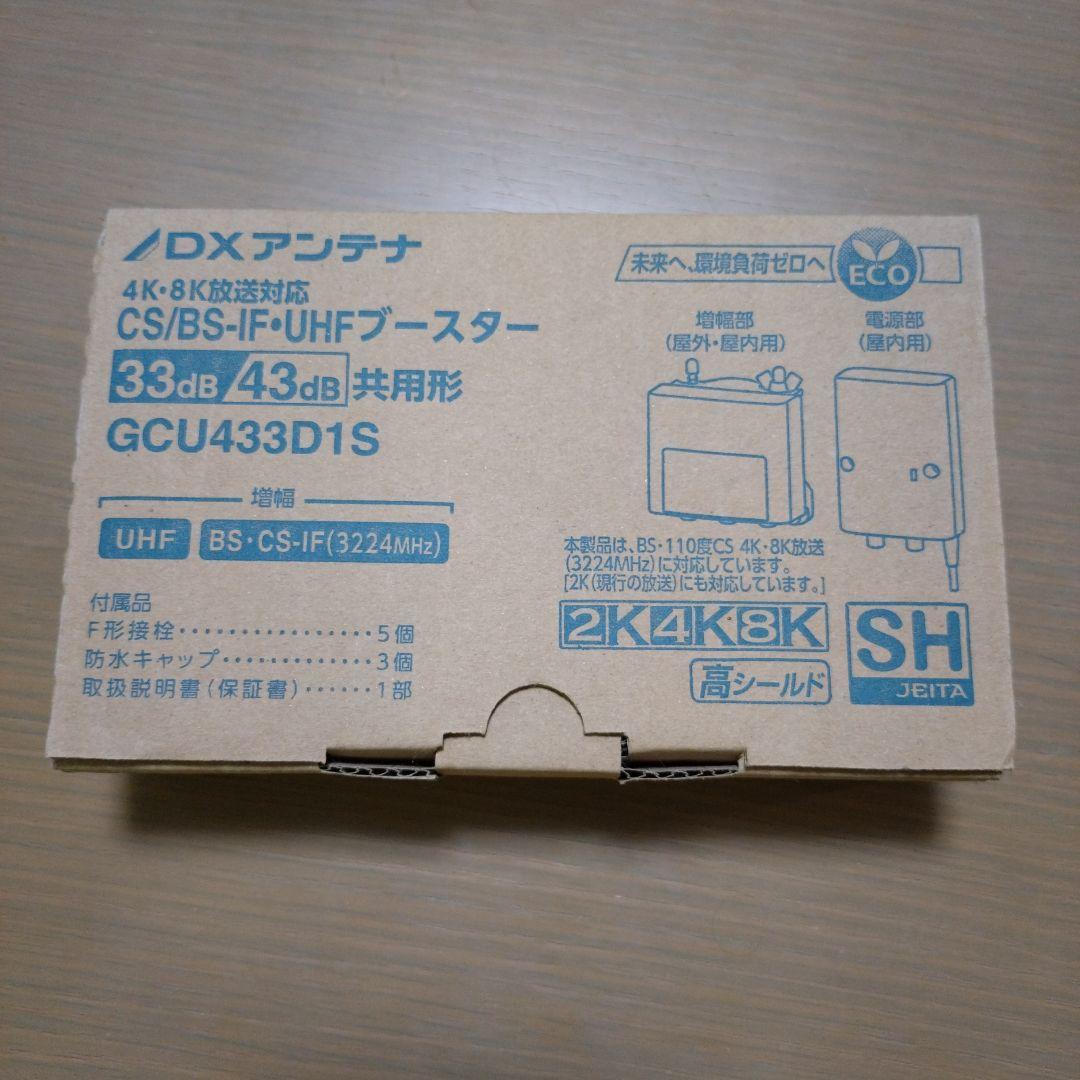 DXアンテナ
4K・8K放送対応
CS/BS-IF・UHFブースター
33dB/43dB 共用形
GCU433D1S
増幅
UHF BS・CS-IF(3224MHz)
付属品
F形接栓・・・・・・・・・・・・・・・・・5個
防水キャップ・・・・・・・・・・・・・3個
取扱説明書(保証書)・・・・・・1部
未来へ、環境負荷ゼロへ ECO
増幅部
(屋外・屋内用)
電源部
(屋内用)
本製品は、BS・110度CS 4K・8K放送
(3224MHz)に対応しています。
[2K(現行の放送)にも対応しています。]
2K4K8K
高シールド
SH
JEITA